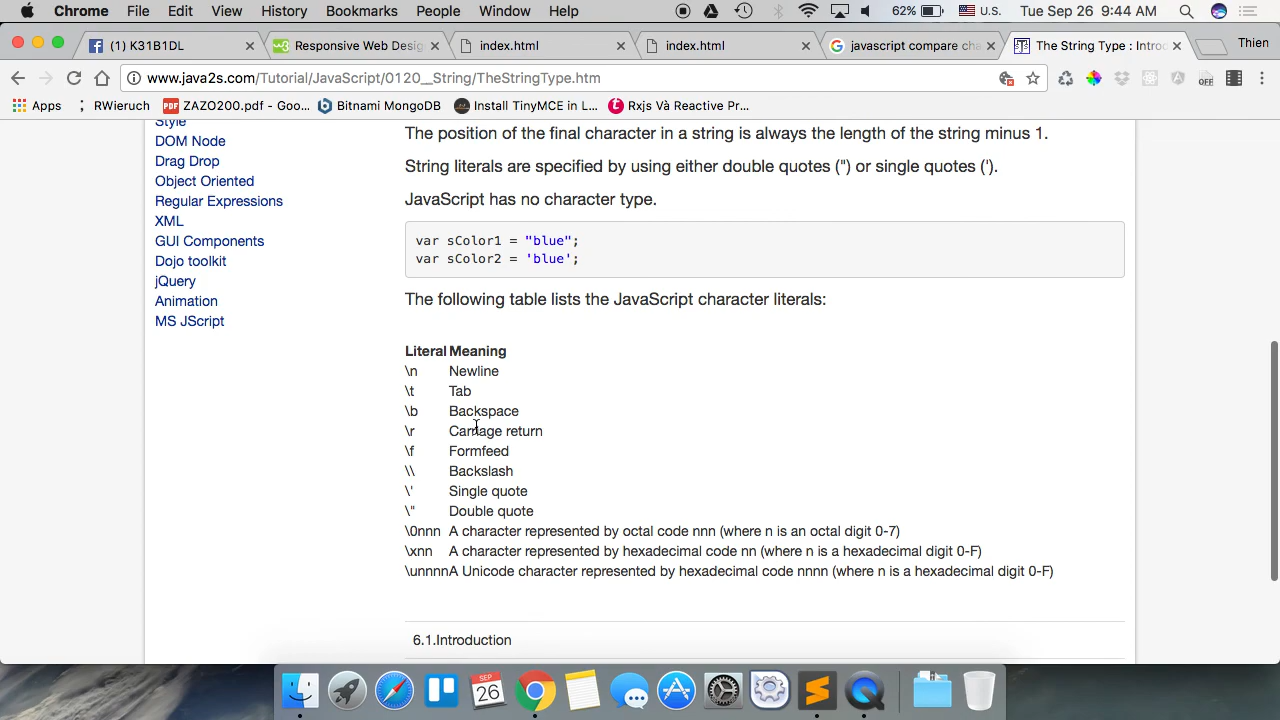 Chrome File Edit View History Bookmarks People Window Help 62% U.S. Tue Sep 26 9:44 AM
(1) K31B1DL Responsive Web Desig index.html index.html javascript compare cha The String Type : Introd Thien
www.java2s.com/Tutorial/JavaScript/0120__String/TheStringType.htm
Apps RWieruch ZAZO200.pdf - Goo... Bitnami MongoDB Install TinyMCE in L... Rxjs Và Reactive Pr...
Style
DOM Node
Drag Drop
Object Oriented
Regular Expressions
XML
GUI Components
Dojo toolkit
jQuery
Animation
MS JScript
The position of the final character in a string is always the length of the string minus 1.
String literals are specified by using either double quotes (") or single quotes (').
JavaScript has no character type.
var sColor1 = "blue";
var sColor2 = 'blue';
The following table lists the JavaScript character literals:
Literal Meaning
\n Newline
\t Tab
\b Backspace
\r Carriage return
\f Formfeed
\\ Backslash
\' Single quote
\" Double quote
\0nnn A character represented by octal code nnn (where n is an octal digit 0-7)
\xnn A character represented by hexadecimal code nn (where n is a hexadecimal digit 0-F)
\unnnn A Unicode character represented by hexadecimal code nnnn (where n is a hexadecimal digit 0-F)
6.1.Introduction
SEP
26